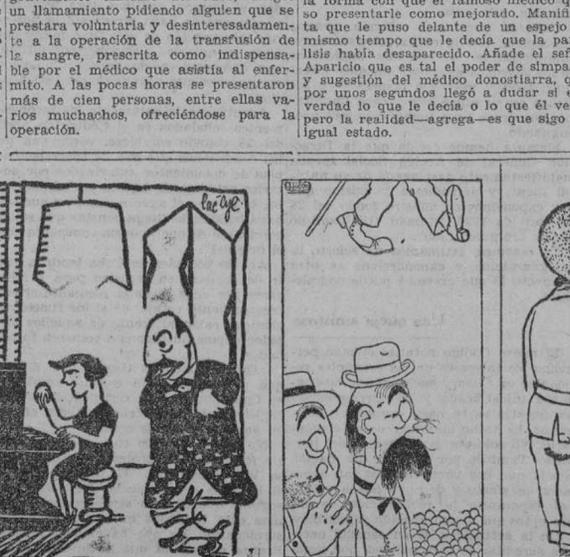 un llamamiento pidiendo alguien que se
prestara volùntaria y desinteresadamen-
te a la operación de la transfusión de
la sangre, prescrita como indispensa-
ble por el médico que asistía al enfer-
mito. A las pocas horas se presentaron
más de cien personas, entre ellas va-
rios muchachos, ofreciéndose para la
operación.
la forma con que el famoso médico q
so presentarle como mejorado. Manifi
ta que le puso delante de un espejo
mismo tiempo que le decía que la pa
lisis había desaparecido. Añade el señ
Aparicio que es tal el poder de simpa
y sugestión del médico donostiarra, q
por unos segundos llegó a dudar si e
verdad lo que le decía o lo que él ve
pero la realidad—agrega—es que sigo
igual estado.